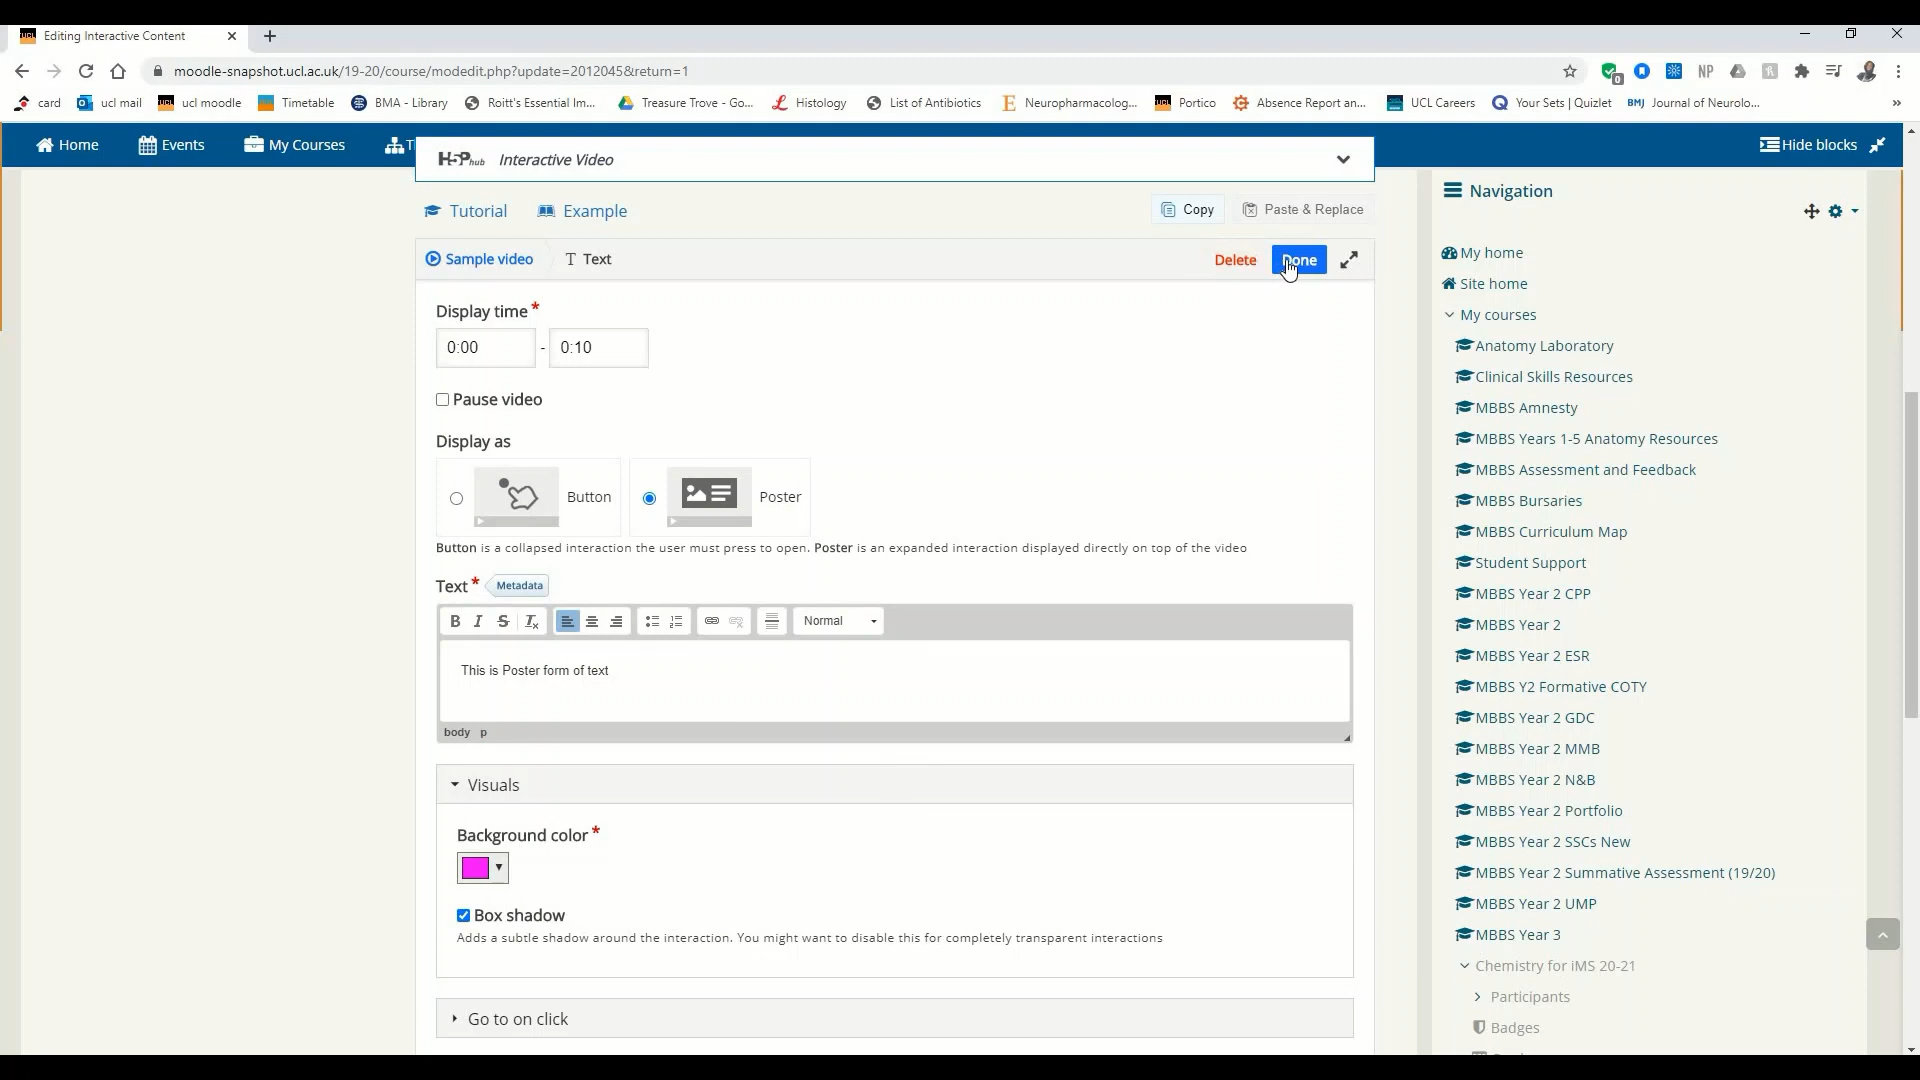 Editing Interactive Content
moodle-snapshot.ucl.ac.uk/19-20/course/modedit.php?update=2012045&return=1
card ucl mail ucl moodle Timetable BMA - Library Roitt's Essential Im... Treasure Trove - Go... Histology List of Antibiotics Neuropharmacolog... Portico Absence Report an... UCL Careers Your Sets | Quizlet BMJ Journal of Neurolo... »
Home Events My Courses Hide blocks
H5P hub Interactive Video
Tutorial Example Copy Paste & Replace
Sample video T Text Delete Done
Display time*
0:00 - 0:10
Pause video
Display as
Button Poster
Button is a collapsed interaction the user must press to open. Poster is an expanded interaction displayed directly on top of the video
Text* Metadata
B I S Tx Normal
This is Poster form of text
body p
Visuals
Background color*
Box shadow
Adds a subtle shadow around the interaction. You might want to disable this for completely transparent interactions
Go to on click
Navigation
My home
Site home
My courses
Anatomy Laboratory
Clinical Skills Resources
MBBS Amnesty
MBBS Years 1-5 Anatomy Resources
MBBS Assessment and Feedback
MBBS Bursaries
MBBS Curriculum Map
Student Support
MBBS Year 2 CPP
MBBS Year 2
MBBS Year 2 ESR
MBBS Y2 Formative COTY
MBBS Year 2 GDC
MBBS Year 2 MMB
MBBS Year 2 N&B
MBBS Year 2 Portfolio
MBBS Year 2 SSCs New
MBBS Year 2 Summative Assessment (19/20)
MBBS Year 2 UMP
MBBS Year 3
Chemistry for iMS 20-21
Participants
Badges